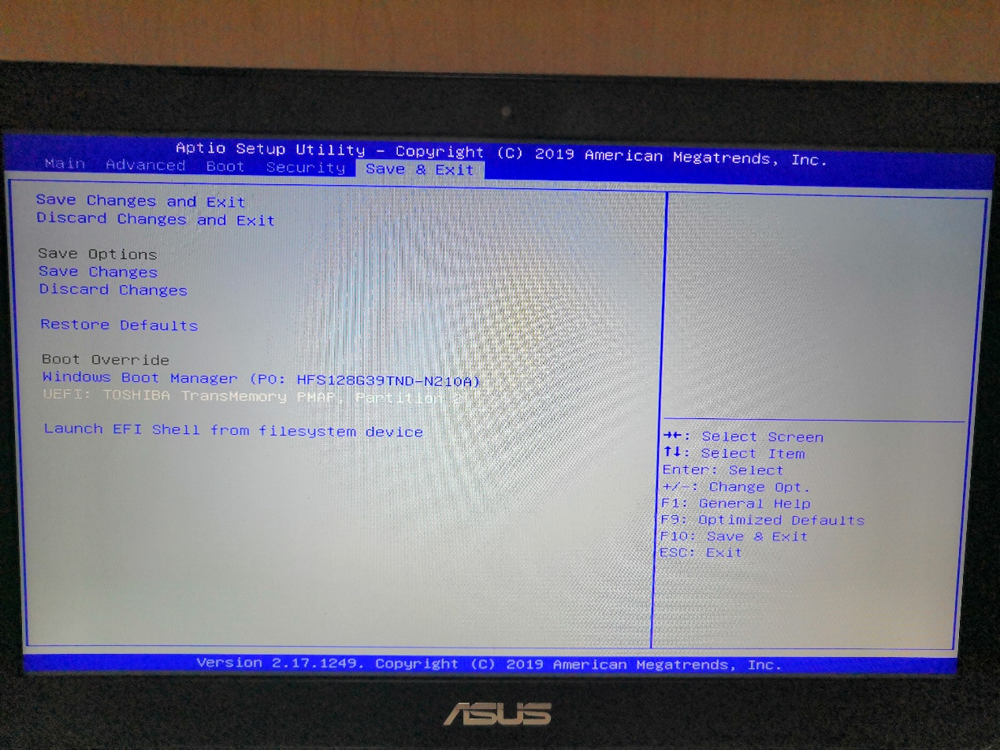 Aptio Setup Utility - Copyright (C) 2019 American Megatrends, Inc.
Main Advanced Boot Security Save & Exit
Save Changes and Exit
Discard Changes and Exit
Save Options
Save Changes
Discard Changes
Restore Defaults
Boot Override
Windows Boot Manager (P0: HFS128G39TND-N210A)
UEFI: TOSHIBA TransMemory PMAP, Partition 2
Launch EFI Shell from filesystem device
→←: Select Screen
↑↓: Select Item
Enter: Select
+/-: Change Opt.
F1: General Help
F9: Optimized Defaults
F10: Save & Exit
ESC: Exit
Version 2.17.1249. Copyright (C) 2019 American Megatrends, Inc.
ASUS